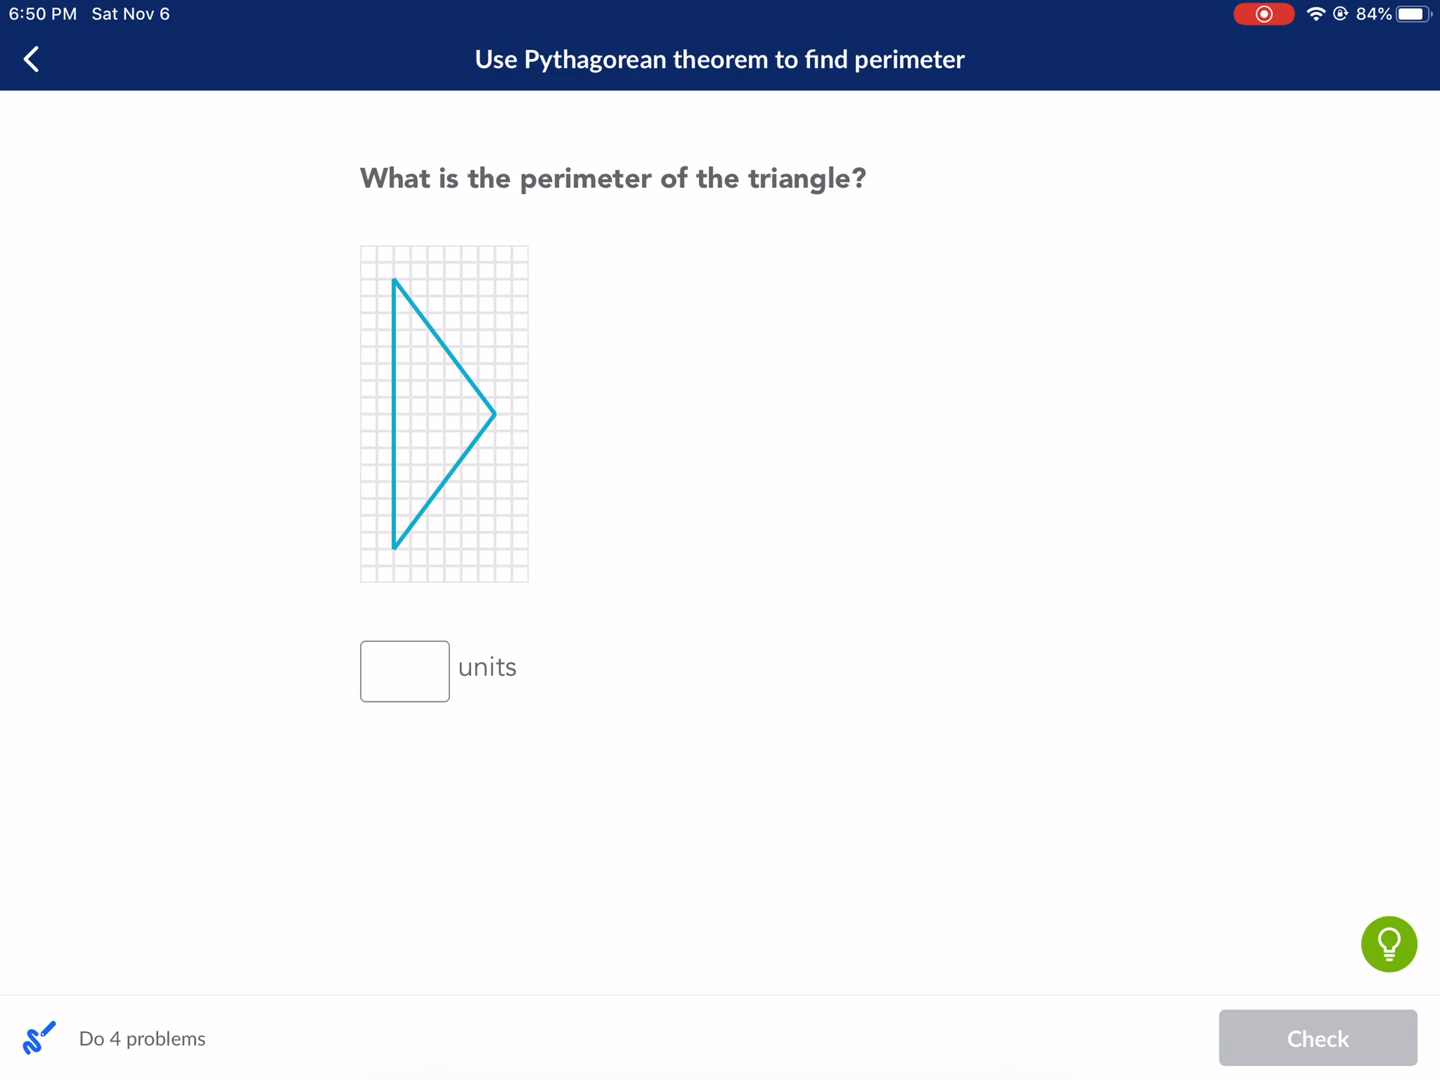 6:50 PM Sat Nov 6
84%
Use Pythagorean theorem to find perimeter
What is the perimeter of the triangle?
units
Do 4 problems
Check